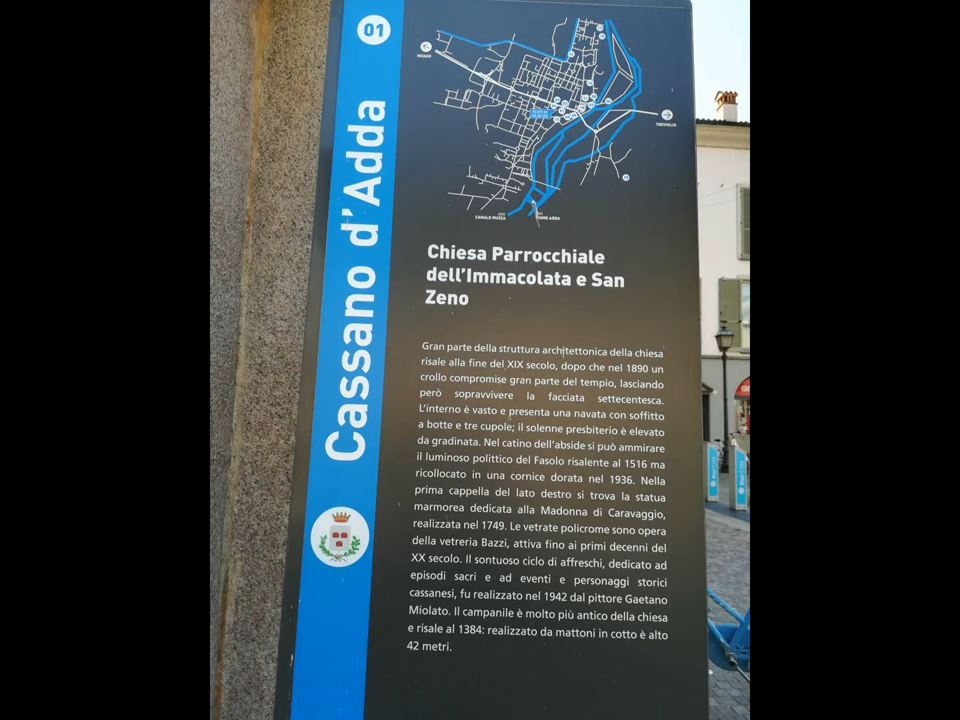 01
Cassano d'Adda
INZAGO
TREVIGLIO
CANALE MUZZA
FIUME ADDA
Chiesa Parrocchiale
dell'Immacolata e San
Zeno
Gran parte della struttura architettonica della chiesa
risale alla fine del XIX secolo, dopo che nel 1890 un
crollo compromise gran parte del tempio, lasciando
però sopravvivere la facciata settecentesca.
L'interno è vasto e presenta una navata con soffitto
a botte e tre cupole; il solenne presbiterio è elevato
da gradinata. Nel catino dell'abside si può ammirare
il luminoso polittico del Fasolo risalente al 1516 ma
ricollocato in una cornice dorata nel 1936. Nella
prima cappella del lato destro si trova la statua
marmorea dedicata alla Madonna di Caravaggio,
realizzata nel 1749. Le vetrate policrome sono opera
della vetreria Bazzi, attiva fino ai primi decenni del
XX secolo. Il sontuoso ciclo di affreschi, dedicato ad
episodi sacri e ad eventi e personaggi storici
cassanesi, fu realizzato nel 1942 dal pittore Gaetano
Miolato. Il campanile è molto più antico della chiesa
e risale al 1384: realizzato da mattoni in cotto è alto
42 metri.